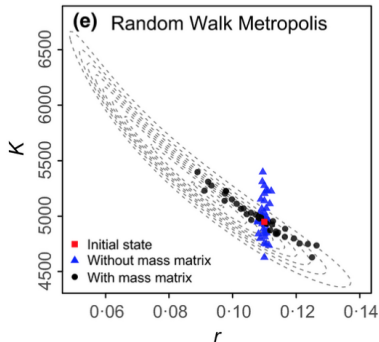 (e) Random Walk Metropolis
6500
6000
5500
5000
4500
K
Initial state
Without mass matrix
With mass matrix
0·06 0·08 0·10 0·12 0·14
r